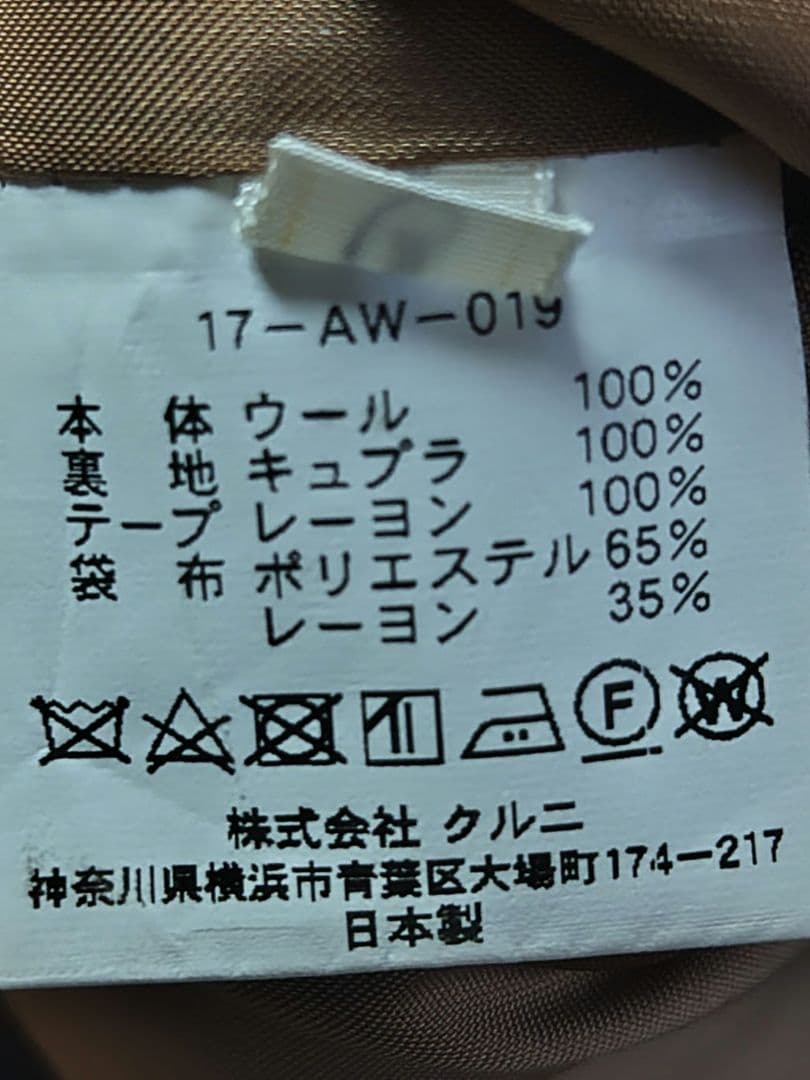 17-AW-019
本 体 ウール 100%
裏 地 キュプラ 100%
テープ レーヨン 100%
袋 布 ポリエステル 65%
レーヨン 35%
F W
株式会社 クルニ
神奈川県横浜市青葉区大場町174-217
日本製